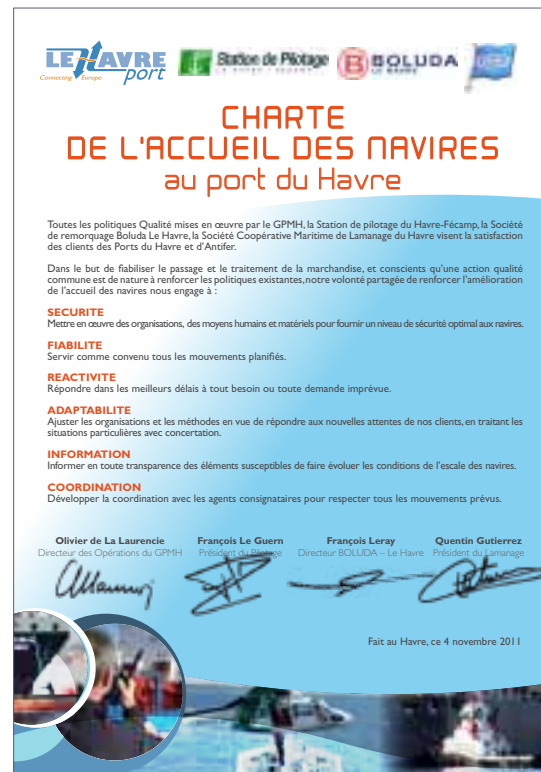 LE HAVRE
Connecting Europe port
Station de Pilotage
BOLUDA
LE HAVRE
CHARTE
DE L'ACCUEIL DES NAVIRES
au port du Havre
Toutes les politiques Qualité mises en œuvre par le GPMH, la Station de pilotage du Havre-Fécamp, la Société
de remorquage Boluda Le Havre, la Société Coopérative Maritime de Lamanage du Havre visent la satisfaction
des clients des Ports du Havre et d'Antifer.
Dans le but de fiabiliser le passage et le traitement de la marchandise, et conscients qu'une action qualité
commune est de nature à renforcer les politiques existantes, notre volonté partagée de renforcer l'amélioration
de l'accueil des navires nous engage à :
SECURITE
Mettre en œuvre des organisations, des moyens humains et matériels pour fournir un niveau de sécurité optimal aux navires.
FIABILITE
Servir comme convenu tous les mouvements planifiés.
REACTIVITE
Répondre dans les meilleurs délais à tout besoin ou toute demande imprévue.
ADAPTABILITE
Ajuster les organisations et les méthodes en vue de répondre aux nouvelles attentes de nos clients, en traitant les
situations particulières avec concertation.
INFORMATION
Informer en toute transparence des éléments susceptibles de faire évoluer les conditions de l'escale des navires.
COORDINATION
Développer la coordination avec les agents consignataires pour respecter tous les mouvements prévus.
Olivier de La Laurencie François Le Guern François Leray Quentin Gutierrez
Directeur des Opérations du GPMH Président du Pilotage Directeur BOLUDA – Le Havre Président du Lamanage
Fait au Havre, ce 4 novembre 2011